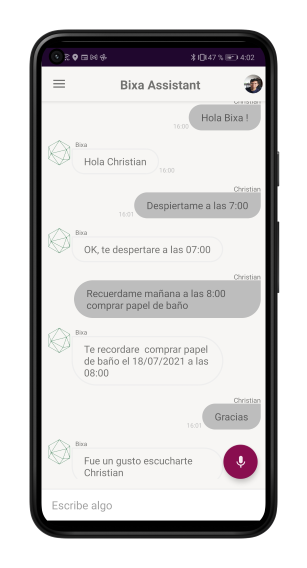 47 % 4:02
Bixa Assistant
Christian
Hola Bixa !
16:00
Bixa
Hola Christian
16:00
Christian
Despiertame a las 7:00
16:01
Bixa
OK, te despertare a las 07:00
Christian
Recuerdame mañana a las 8:00
comprar papel de baño
Bixa
Te recordare comprar papel
de baño el 18/07/2021 a las
08:00
Christian
Gracias
16:01
Bixa
Fue un gusto escucharte
Christian
Escribe algo